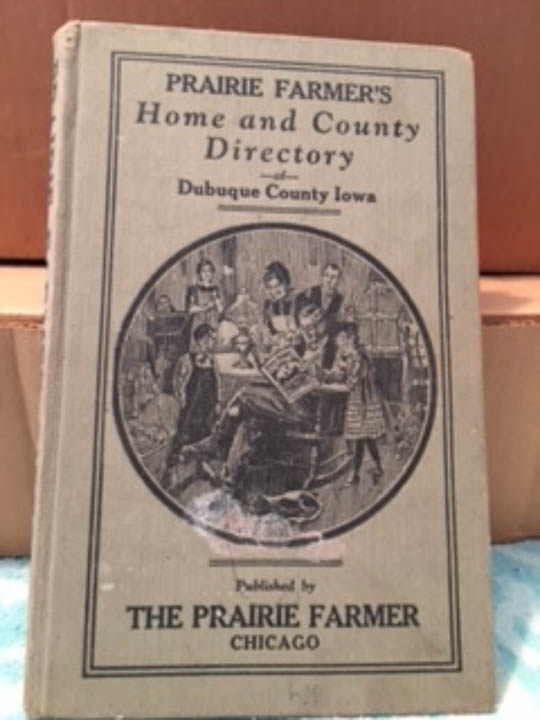 PRAIRIE FARMER'S
Home and County
Directory
—of—
Dubuque County Iowa
Published by
THE PRAIRIE FARMER
CHICAGO